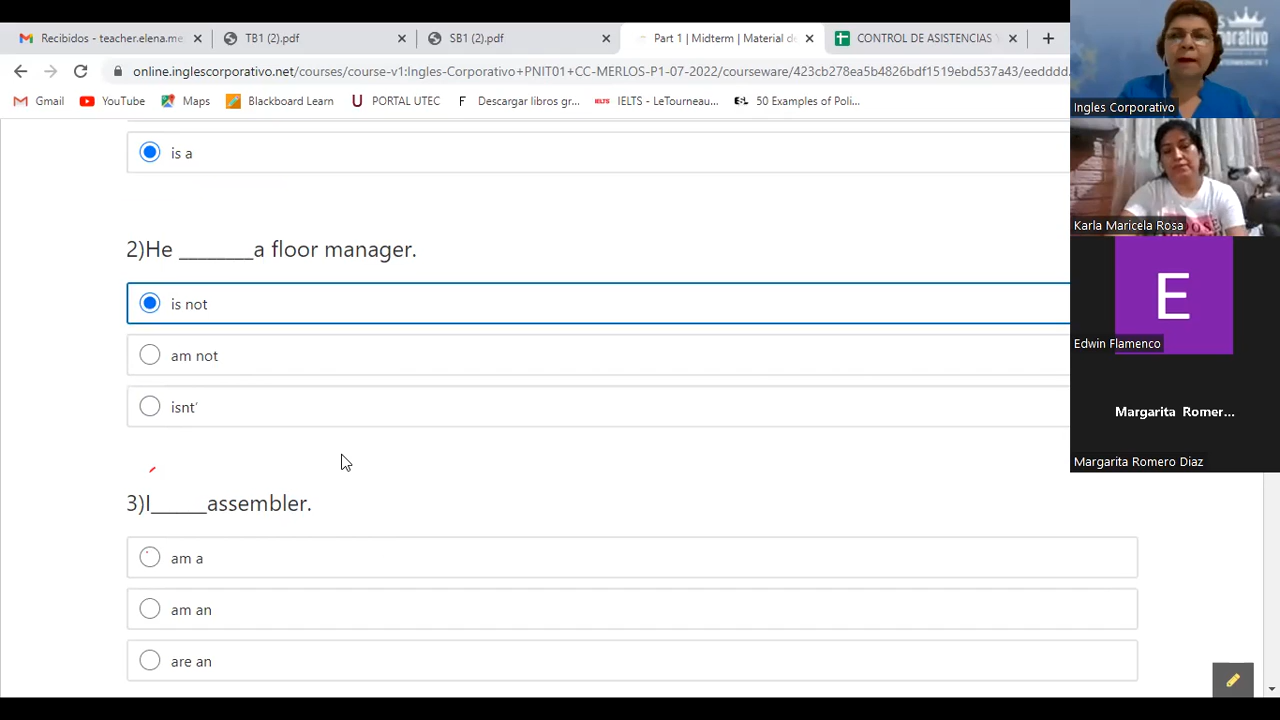 Recibidos - teacher.elena.me
TB1 (2).pdf
SB1 (2).pdf
Part 1 | Midterm | Material de
CONTROL DE ASISTENCIAS
online.inglescorporativo.net/courses/course-v1:Ingles-Corporativo+PNIT01+CC-MERLOS-P1-07-2022/courseware/423cb278ea5b4826bdf1519ebd537a43/eedddd.
Gmail
YouTube
Maps
Blackboard Learn
PORTAL UTEC
Descargar libros gr...
IELTS - LeTourneau...
50 Examples of Poli...
is a
2)He ________a floor manager.
is not
am not
isnt´
3)I______assembler.
am a
am an
are an
Ingles Corporativo
Karla Maricela Rosa
E
Edwin Flamenco
Margarita Romer...
Margarita Romero Diaz